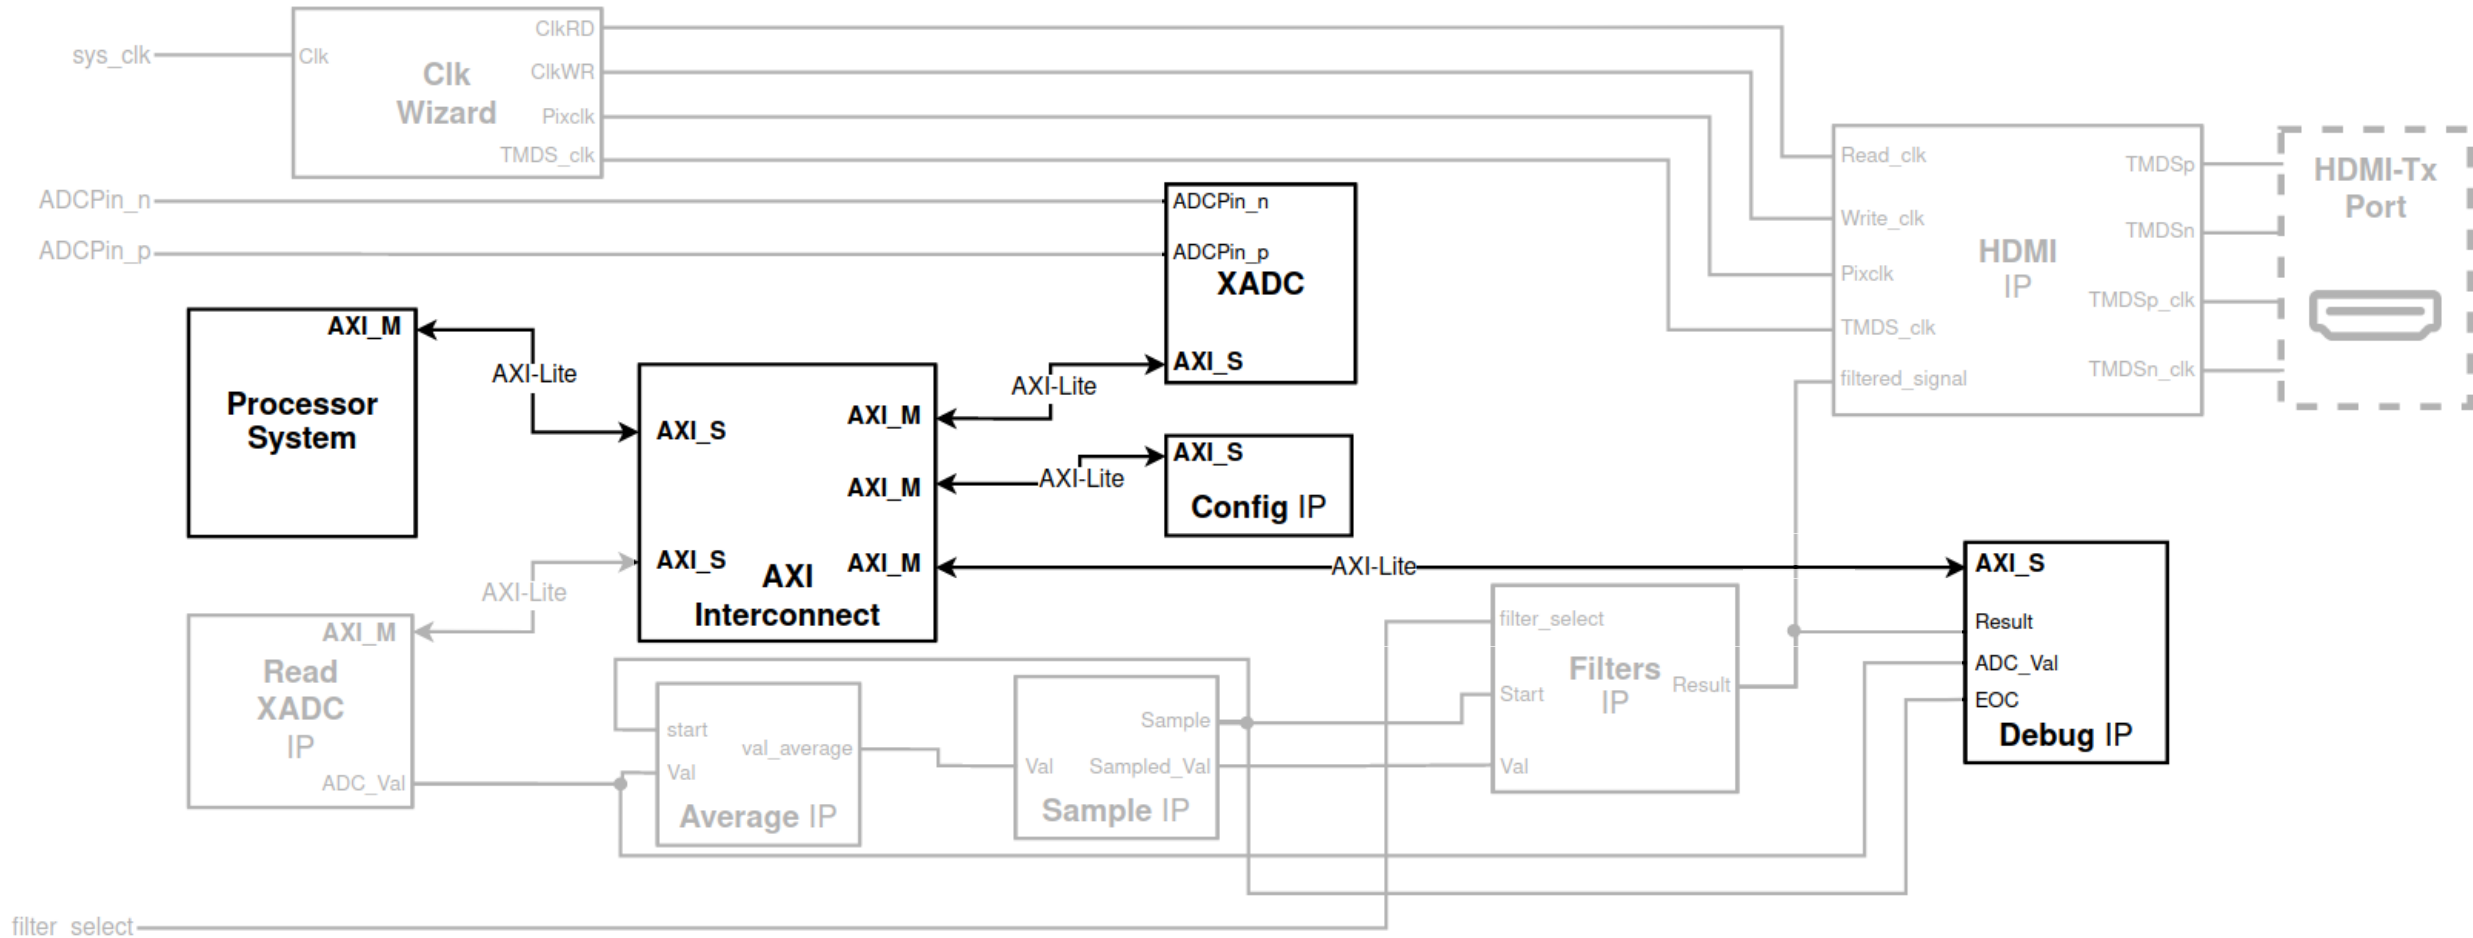 sys_clk
Clk
Clk
Wizard
ClkRD
ClkWR
Pixclk
TMDS_clk
ADCPin_n
ADCPin_p
ADCPin_n
ADCPin_p
XADC
AXI_S
Read_clk
Write_clk
Pixclk
TMDS_clk
filtered_signal
HDMI
IP
TMDSp
TMDSn
TMDSp_clk
TMDSn_clk
HDMI-Tx
Port
AXI_M
Processor
System
AXI-Lite
AXI_S
AXI_S
AXI_M
AXI_M
AXI_M
AXI
Interconnect
AXI-Lite
AXI-Lite
AXI_S
Config IP
AXI-Lite
AXI_S
Result
ADC_Val
EOC
Debug IP
AXI-Lite
AXI_M
Read
XADC
IP
ADC_Val
start
Val
val_average
Average IP
Sample
Val
Sampled_Val
Sample IP
filter_select
Start
Val
Filters
IP
Result
filter_select